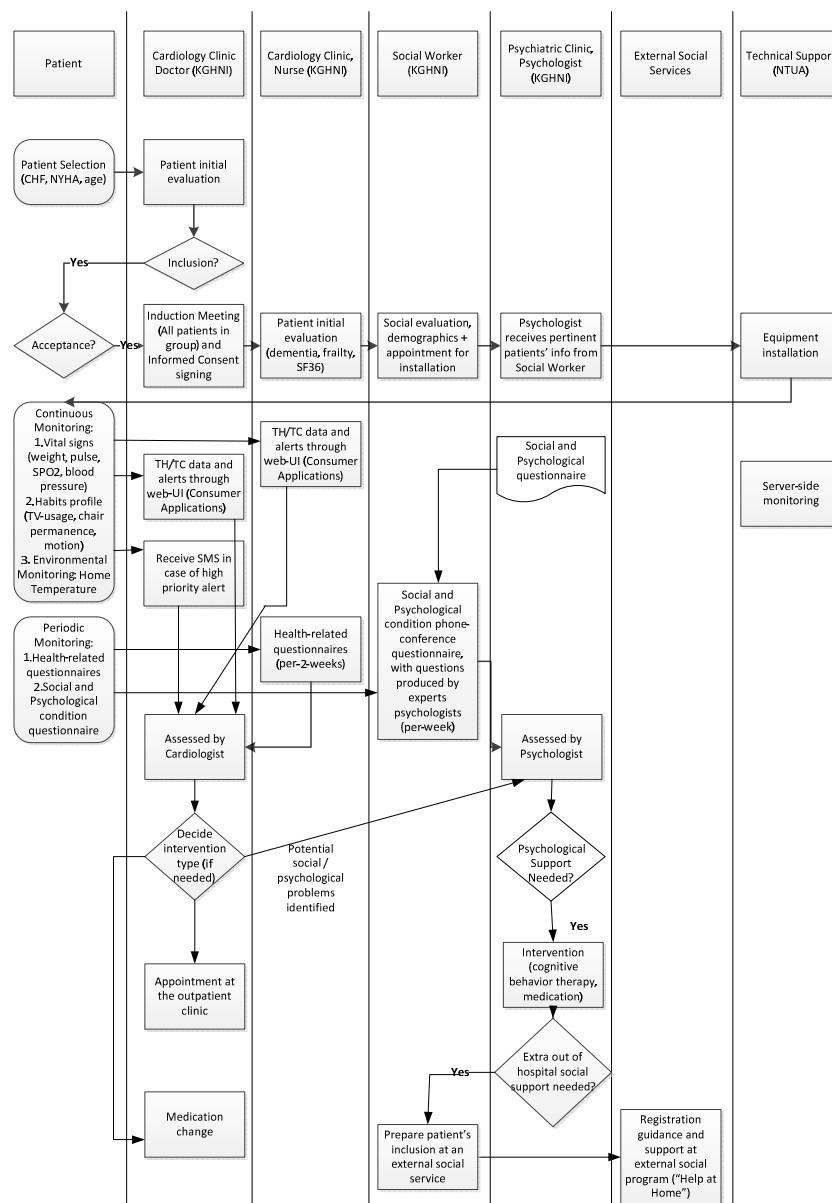 Patient
Cardiology Clinic
Doctor (KGHNI)
Cardiology Clinic,
Nurse (KGHNI)
Social Worker
(KGHNI)
Psychiatric Clinic,
Psychologist
(KGHNI)
External Social
Services
Technical Support
(NTUA)
Patient Selection
(CHF, NYHA, age)
Patient initial
evaluation
Inclusion?
Yes
Acceptance?
Yes
Induction Meeting
(All patients in
group) and
Informed Consent
signing
Patient initial
evaluation
(dementia, frailty,
SF36)
Social evaluation,
demographics +
appointment for
installation
Psychologist
receives pertinent
patients' info from
Social Worker
Equipment
installation
Continuous
Monitoring:
1.Vital signs
(weight, pulse,
SPO2, blood
pressure)
2.Habits profile
(TV-usage, chair
permanence,
motion)
3. Environmental
Monitoring: Home
Temperature
TH/TC data and
alerts through
web-UI (Consumer
Applications)
TH/TC data and
alerts through
web-UI (Consumer
Applications)
Social and
Psychological
questionnaire
Server-side
monitoring
Receive SMS in
case of high
priority alert
Periodic
Monitoring:
1.Health-related
questionnaires
2.Social and
Psychological
condition
questionnaire
Health-related
questionnaires
(per-2-weeks)
Social and
Psychological
condition phone-
conference
questionnaire,
with questions
produced by
experts
psychologists
(per-week)
Assessed by
Cardiologist
Assessed by
Psychologist
Decide
intervention
type (if
needed)
Potential
social /
psychological
problems
identified
Psychological
Support
Needed?
Yes
Appointment at
the outpatient
clinic
Intervention
(cognitive
behavior therapy,
medication)
Extra out of
hospital social
support needed?
Yes
Medication
change
Prepare patient's
inclusion at an
external social
service
Registration
guidance and
support at
external social
program ("Help at
Home")